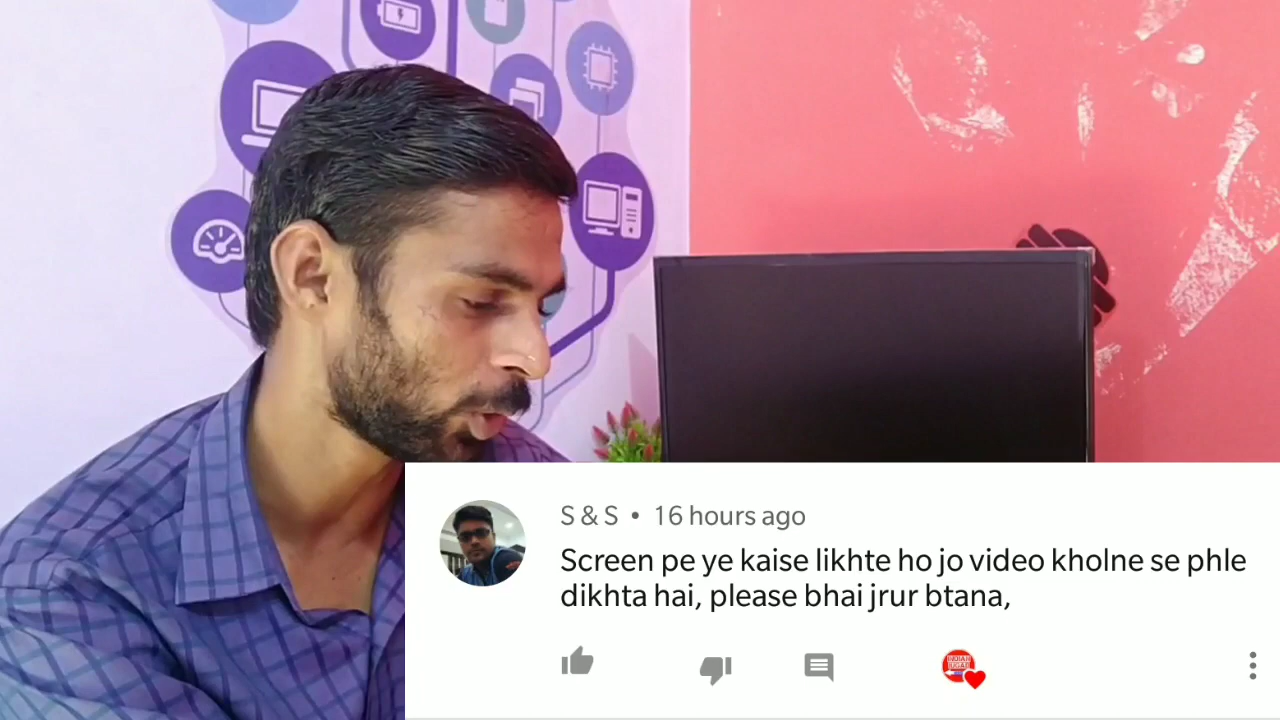 S & S • 16 hours ago
Screen pe ye kaise likhte ho jo video kholne se phle
dikhta hai, please bhai jrur btana,